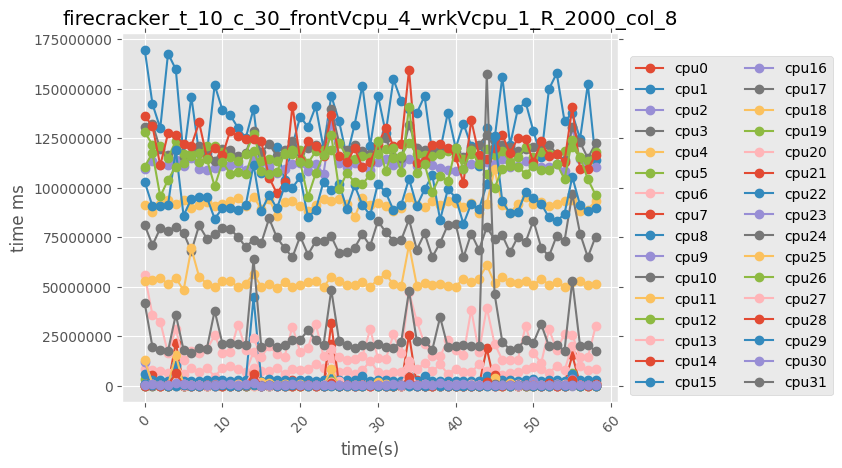 firecracker_t_10_c_30_frontVcpu_4_wrkVcpu_1_R_2000_col_8
175000000
150000000
125000000
100000000
75000000
50000000
25000000
0
time ms
0
10
20
30
40
50
60
time(s)
cpu0
cpu1
cpu2
cpu3
cpu4
cpu5
cpu6
cpu7
cpu8
cpu9
cpu10
cpu11
cpu12
cpu13
cpu14
cpu15
cpu16
cpu17
cpu18
cpu19
cpu20
cpu21
cpu22
cpu23
cpu24
cpu25
cpu26
cpu27
cpu28
cpu29
cpu30
cpu31